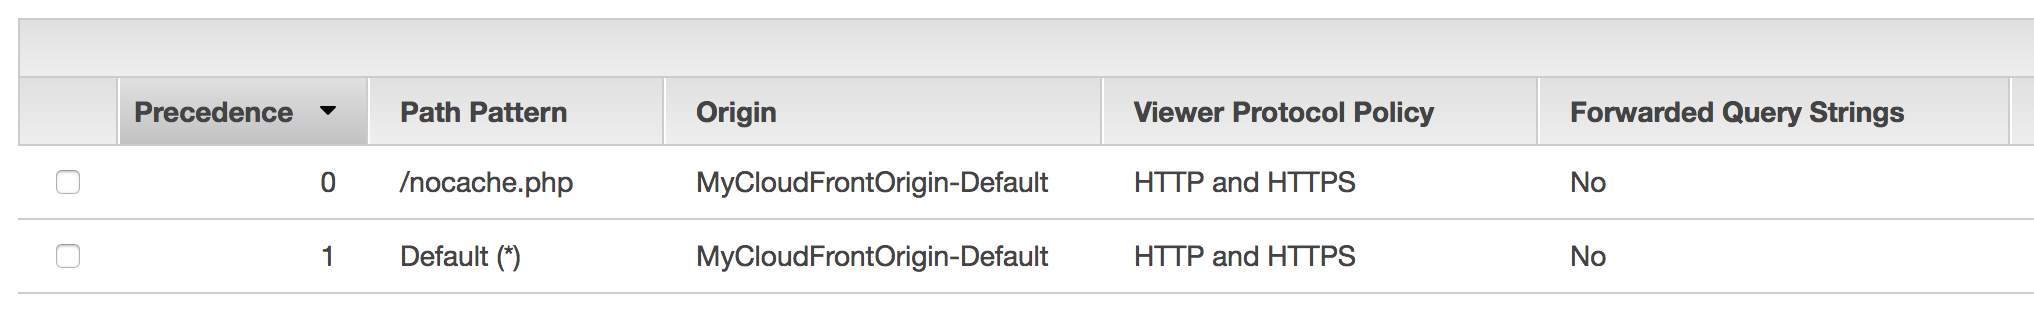 Precedence Path Pattern Origin Viewer Protocol Policy Forwarded Query Strings
0 /nocache.php MyCloudFrontOrigin-Default HTTP and HTTPS No
1 Default (*) MyCloudFrontOrigin-Default HTTP and HTTPS No